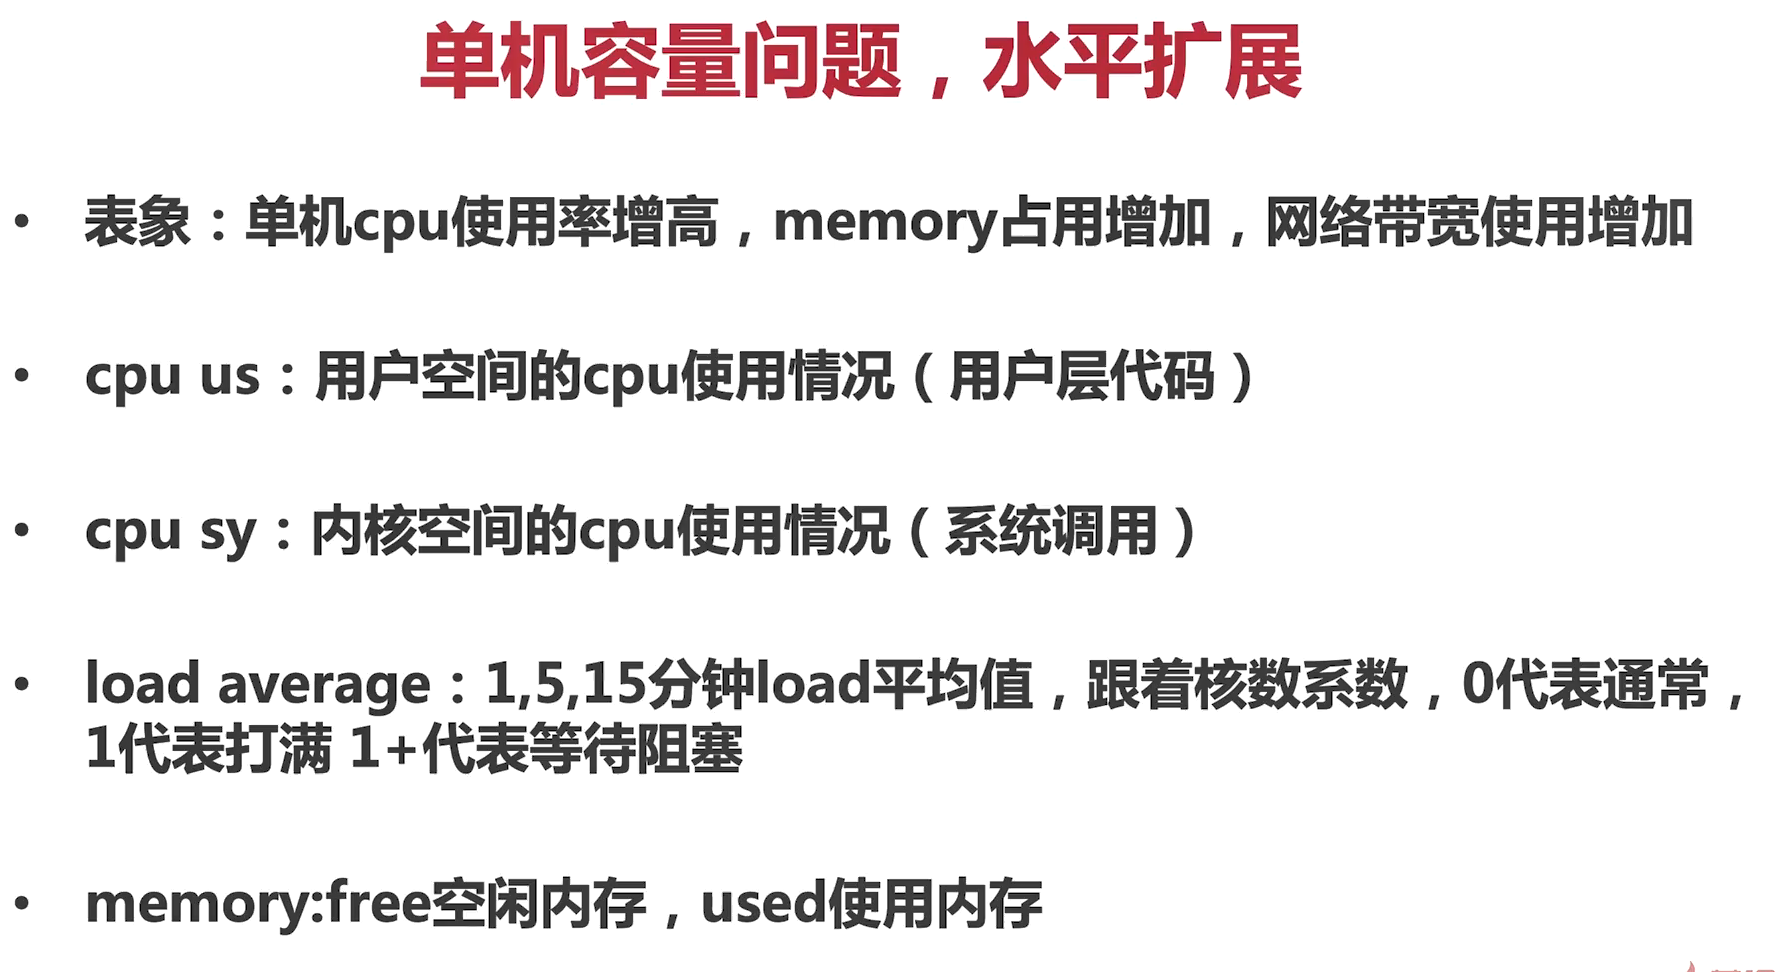 单机容量问题，水平扩展
• 表象：单机cpu使用率增高，memory占用增加，网络带宽使用增加
• cpu us：用户空间的cpu使用情况（用户层代码）
• cpu sy：内核空间的cpu使用情况（系统调用）
• load average：1,5,15分钟load平均值，跟着核数系数，0代表通常，
1代表打满 1+代表等待阻塞
• memory:free空闲内存，used使用内存